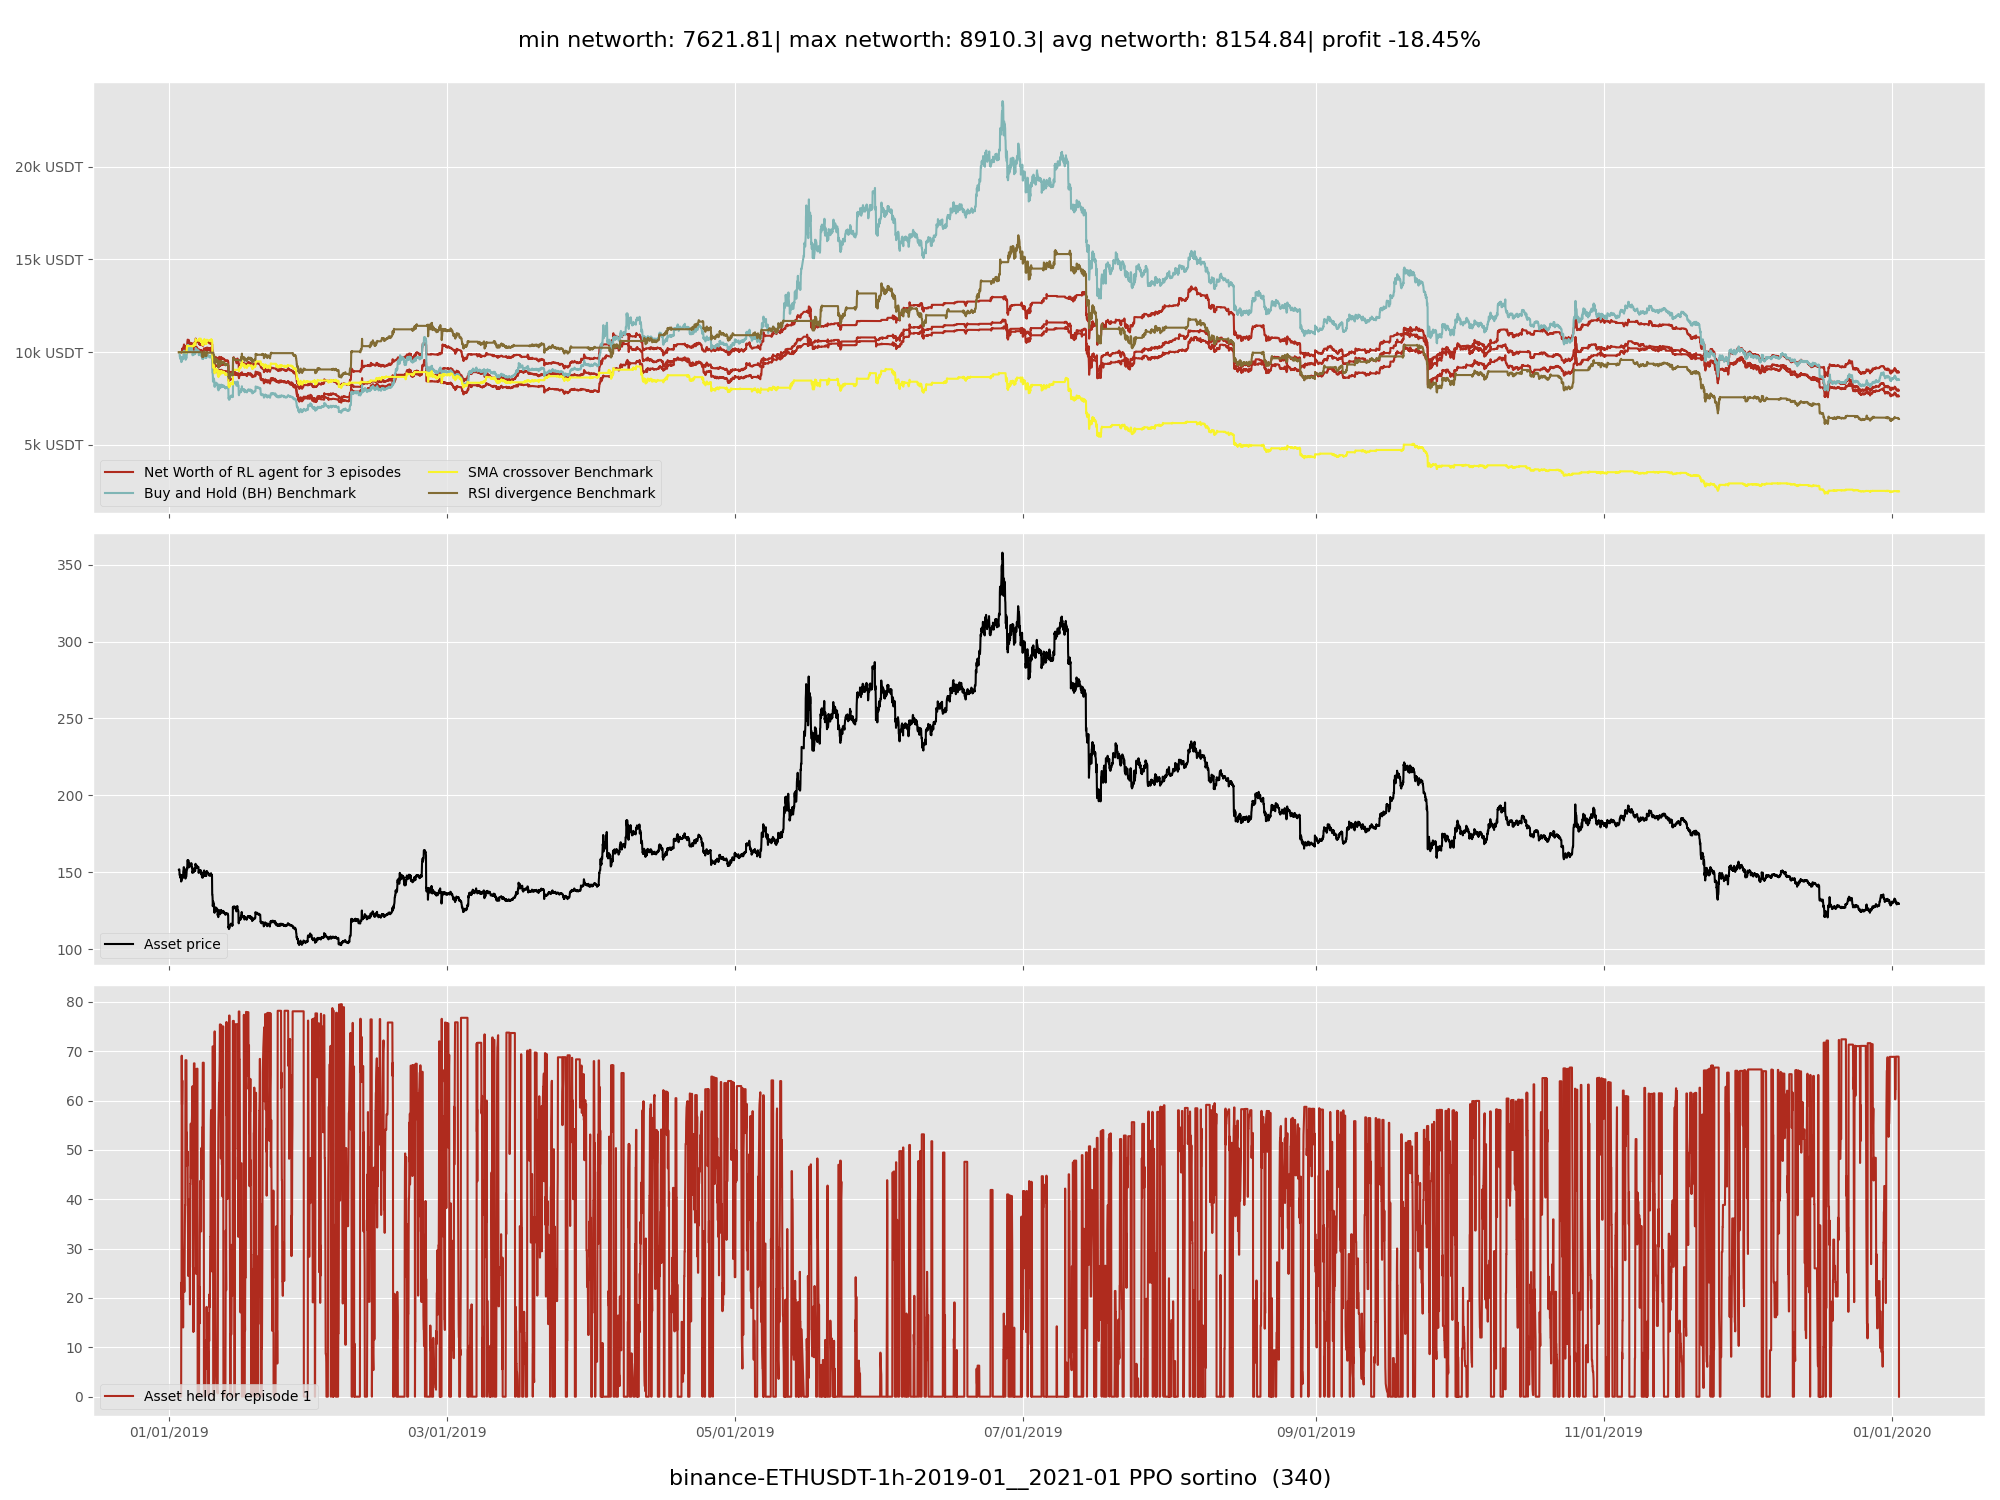 min networth: 7621.81| max networth: 8910.3| avg networth: 8154.84| profit -18.45%
20k USDT
15k USDT
10k USDT
5k USDT
Net Worth of RL agent for 3 episodes
Buy and Hold (BH) Benchmark
SMA crossover Benchmark
RSI divergence Benchmark
350
300
250
200
150
100
Asset price
80
70
60
50
40
30
20
10
0
Asset held for episode 1
01/01/2019 03/01/2019 05/01/2019 07/01/2019 09/01/2019 11/01/2019 01/01/2020
binance-ETHUSDT-1h-2019-01__2021-01 PPO sortino  (340)